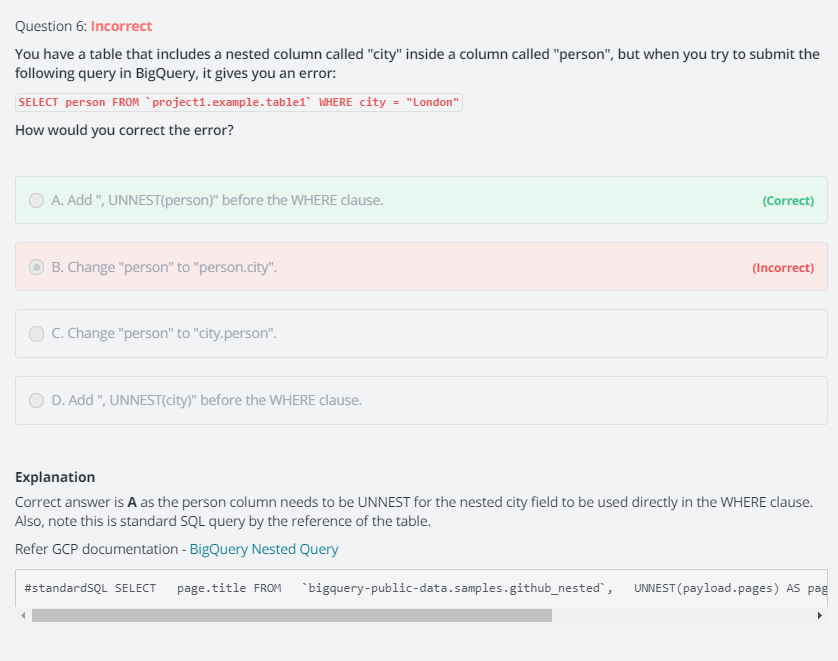 Question 6: Incorrect
You have a table that includes a nested column called "city" inside a column called "person", but when you try to submit the
following query in BigQuery, it gives you an error:
SELECT person FROM `project1.example.table1` WHERE city = "London"
How would you correct the error?
A. Add ", UNNEST(person)" before the WHERE clause.
(Correct)
B. Change "person" to "person.city".
(Incorrect)
C. Change "person" to "city.person".
D. Add ", UNNEST(city)" before the WHERE clause.
Explanation
Correct answer is A as the person column needs to be UNNEST for the nested city field to be used directly in the WHERE clause.
Also, note this is standard SQL query by the reference of the table.
Refer GCP documentation - BigQuery Nested Query
#standardSQL SELECT page.title FROM `bigquery-public-data.samples.github_nested`, UNNEST(payload.pages) AS pag